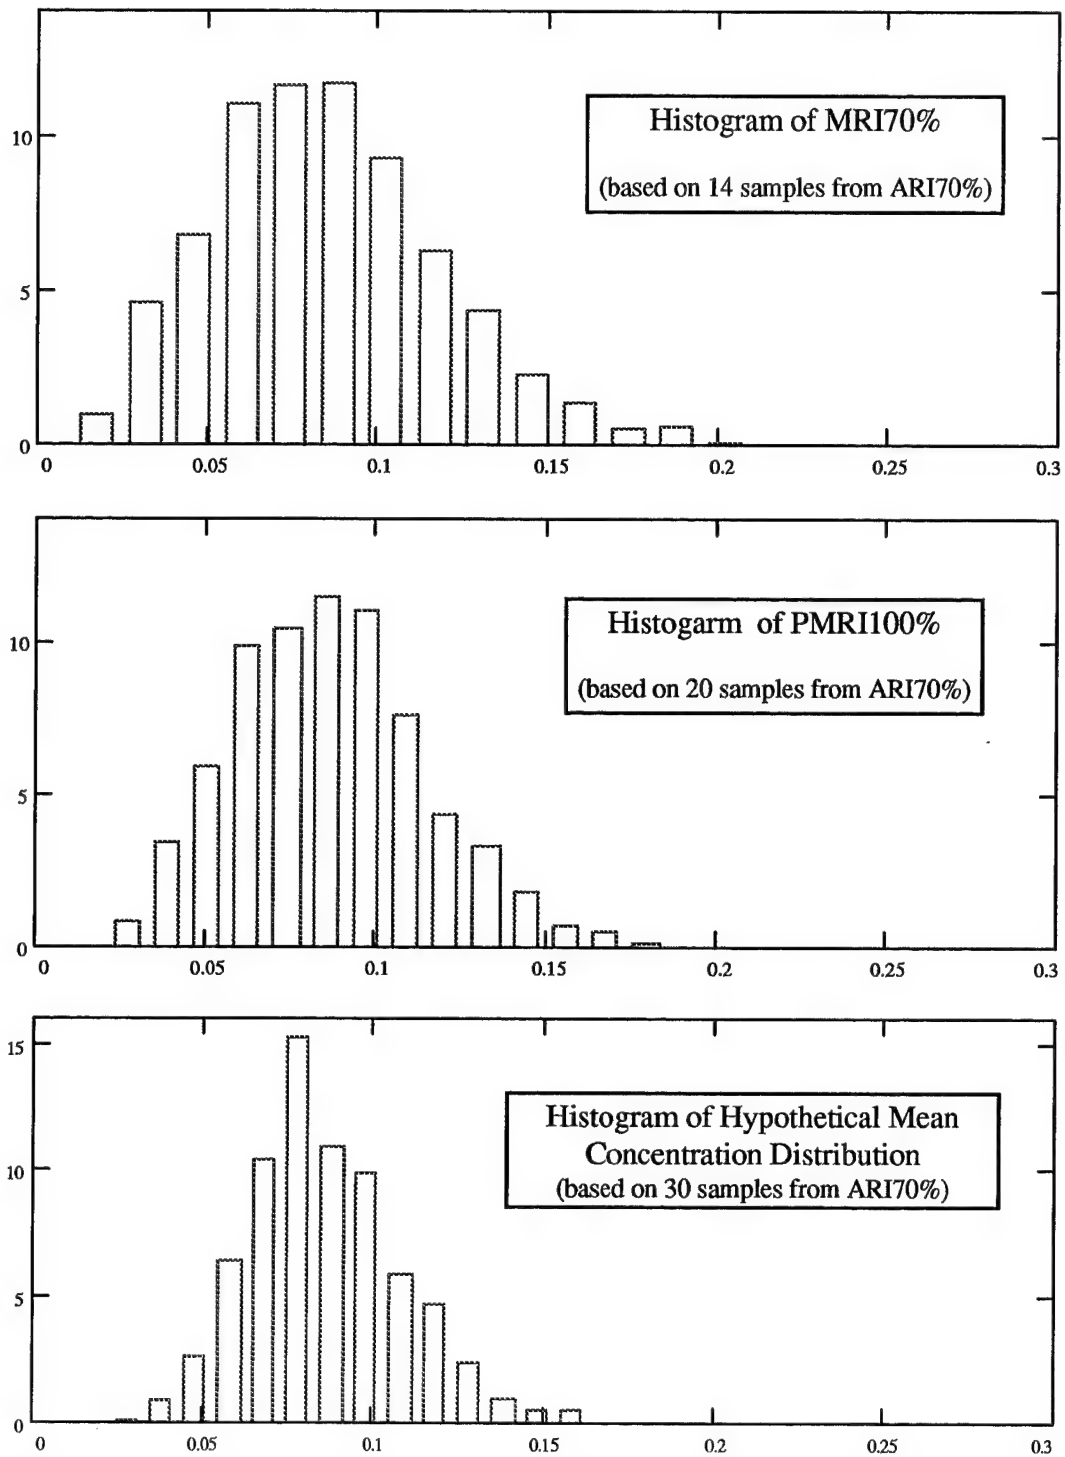 10
5
0
0 0.05 0.1 0.15 0.2 0.25 0.3
Histogram of MRI70%
(based on 14 samples from ARI70%)
10
5
0
0 0.05 0.1 0.15 0.2 0.25 0.3
Histogarm of PMRI100%
(based on 20 samples from ARI70%)
15
10
5
0
0 0.05 0.1 0.15 0.2 0.25 0.3
Histogram of Hypothetical Mean
Concentration Distribution
(based on 30 samples from ARI70%)